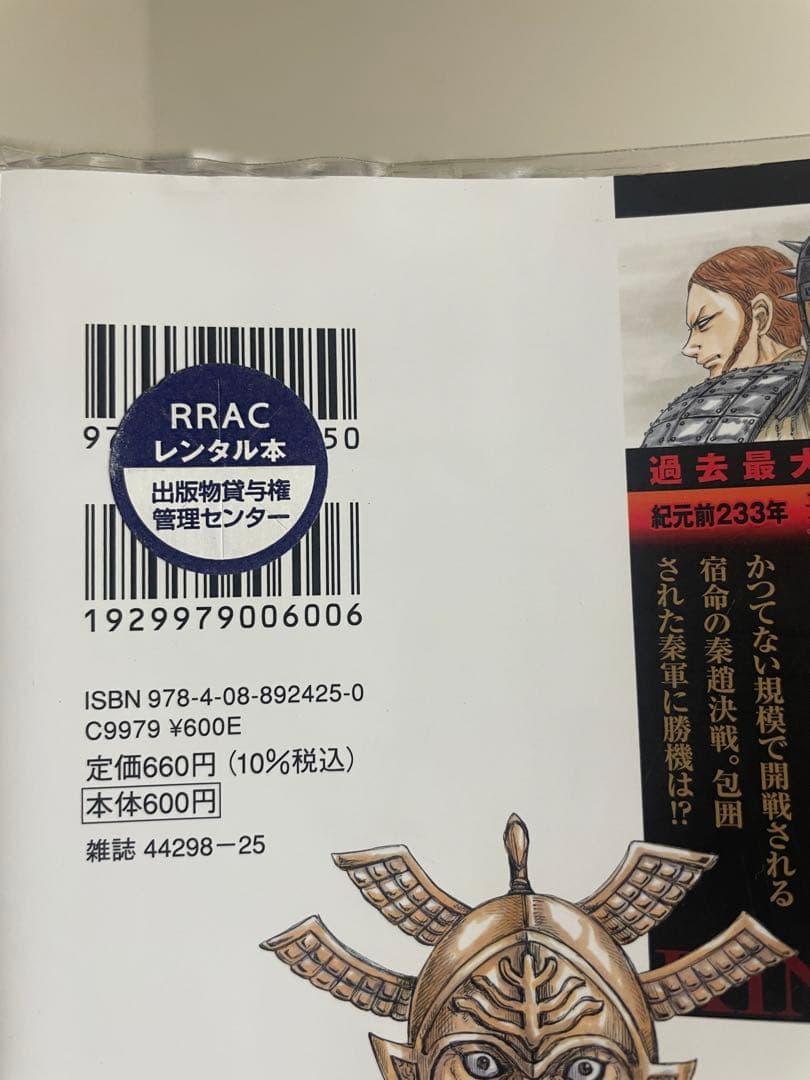 97 50
RRAC
レンタル本
出版物貸与権
管理センター
1929979006006
ISBN 978-4-08-892425-0
C9979 ¥600E
定価660円 (10%税込)
本体600円
雑誌 44298-25
過去最大
紀元前233年
かつてない規模で開戦される
宿命の秦趙決戦。包囲
された秦軍に勝機は!?